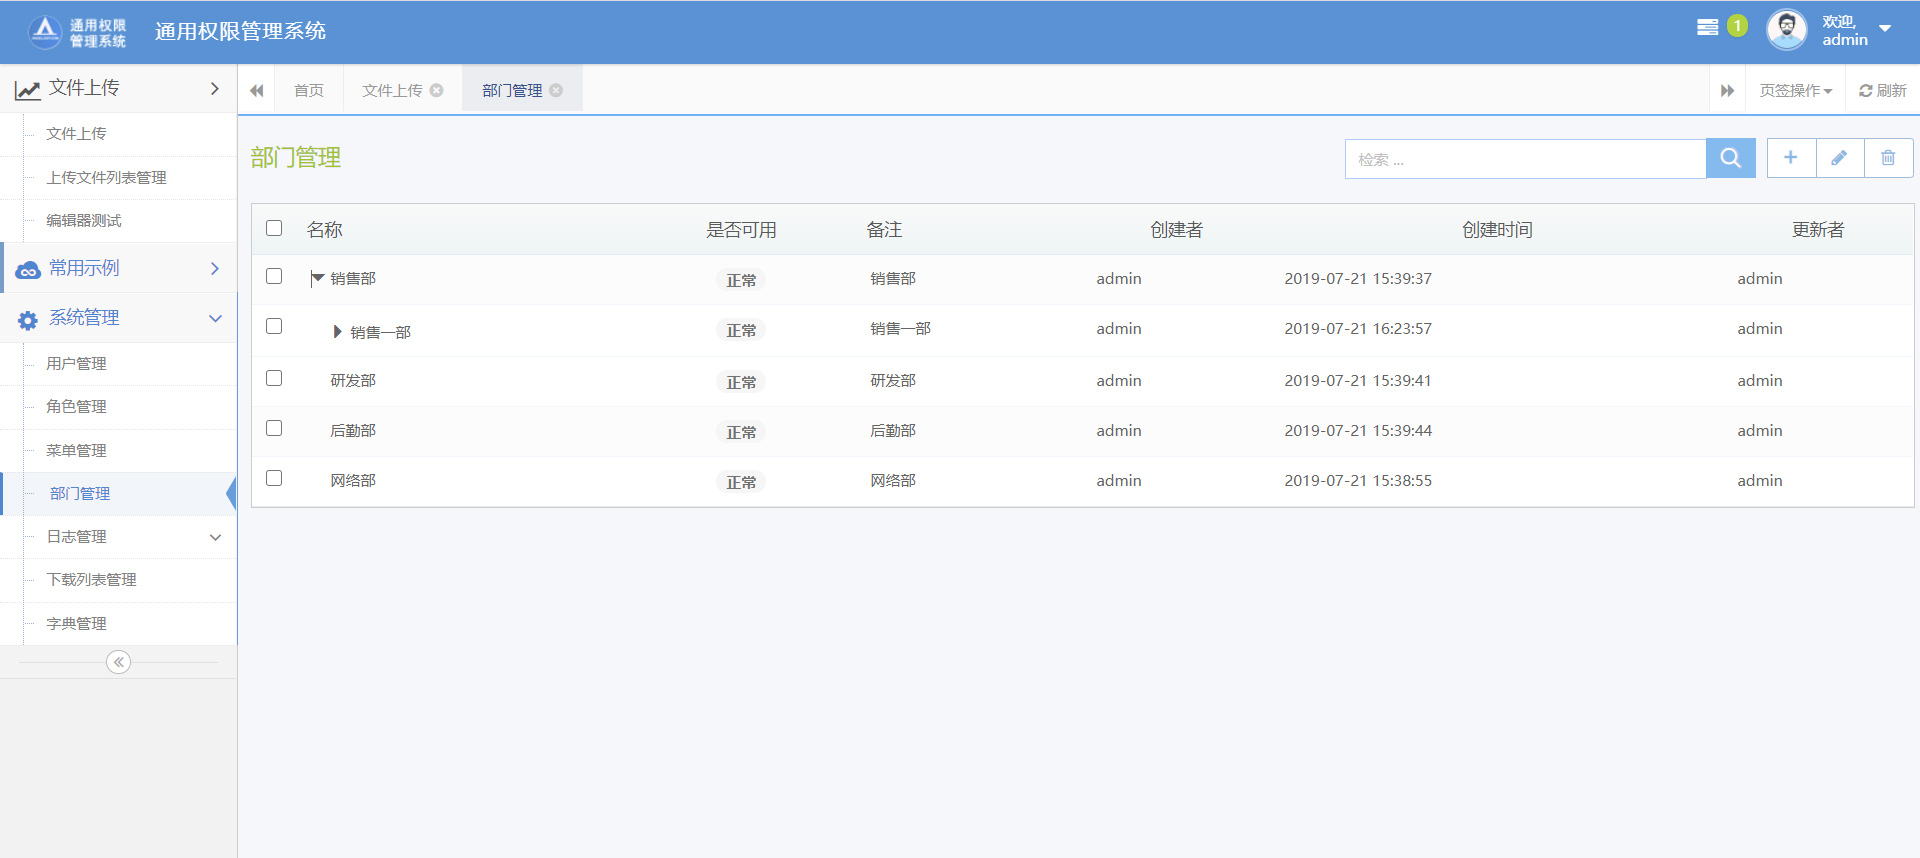 通用权限
管理系统
通用权限管理系统
1
欢迎,
admin
文件上传
文件上传
上传文件列表管理
编辑器测试
常用示例
系统管理
用户管理
角色管理
菜单管理
部门管理
日志管理
下载列表管理
字典管理
首页 文件上传 部门管理 页签操作 刷新
部门管理
检索 ...
名称 是否可用 备注 创建者 创建时间 更新者
销售部 正常 销售部 admin 2019-07-21 15:39:37 admin
销售一部 正常 销售一部 admin 2019-07-21 16:23:57 admin
研发部 正常 研发部 admin 2019-07-21 15:39:41 admin
后勤部 正常 后勤部 admin 2019-07-21 15:39:44 admin
网络部 正常 网络部 admin 2019-07-21 15:38:55 admin